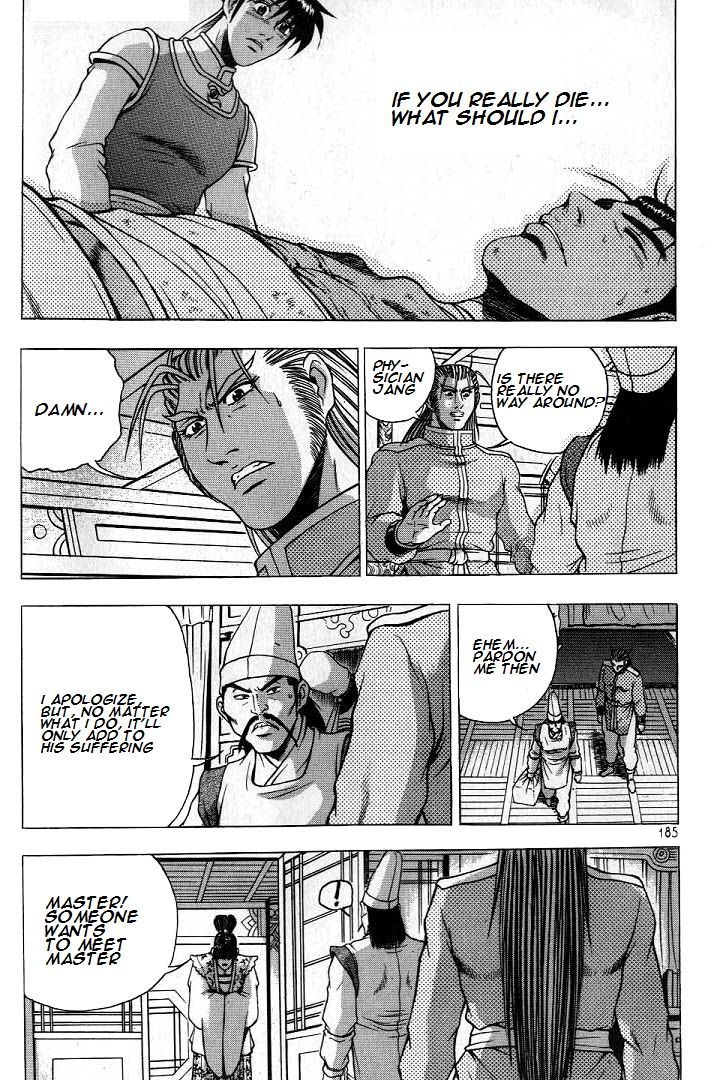 IF YOU REALLY DIE...
WHAT SHOULD I...
DAMN...
PHY-
SICIAN
JANG
IS THERE
REALLY NO
WAY AROUND?
I APOLOGIZE,
BUT, NO MATTER
WHAT I DO, IT'LL
ONLY ADD TO
HIS SUFFERING
EHEM...
PARDON
ME THEN
185
MASTER!
SOMEONE
WANTS
TO MEET
MASTER
!